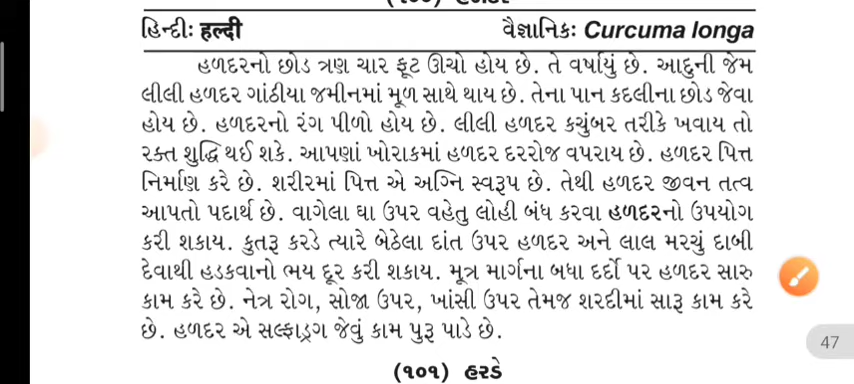 (૧૦૦) હળદર
હિન્દીઃ हल्दी વૈજ્ઞાનિકઃ Curcuma longa
હળદરનો છોડ ત્રણ ચાર ફૂટ ઊંચો હોય છે. તે વર્ષાયું છે. આદુની જેમ
લીલી હળદર ગાંઠીયા જમીનમાં મૂળ સાથે થાય છે. તેના પાન કદલીના છોડ જેવા
હોય છે. હળદરનો રંગ પીળો હોય છે. લીલી હળદર કચુંબર તરીકે ખવાય તો
રક્ત શુદ્ધિ થઈ શકે. આપણાં ખોરાકમાં હળદર દરરોજ વપરાય છે. હળદર પિત્ત
નિર્માણ કરે છે. શરીરમાં પિત્ત એ અગ્નિ સ્વરૂપ છે. તેથી હળદર જીવન તત્વ
આપતો પદાર્થ છે. વાગેલા ઘા ઉપર વહેતુ લોહી બંધ કરવા હળદરનો ઉપયોગ
કરી શકાય. કુતરૂ કરડે ત્યારે બેઠેલા દાંત ઉપર હળદર અને લાલ મરચું દાબી
દેવાથી હડકવાનો ભય દૂર કરી શકાય. મૂત્ર માર્ગના બધા દર્દો પર હળદર સારુ
કામ કરે છે. નેત્ર રોગ, સોજા ઉપર, ખાંસી ઉપર તેમજ શરદીમાં સારૂ કામ કરે
છે. હળદર એ સલ્ફાડ્રગ જેવું કામ પુરૂ પાડે છે.
47
(૧૦૧) હરડે